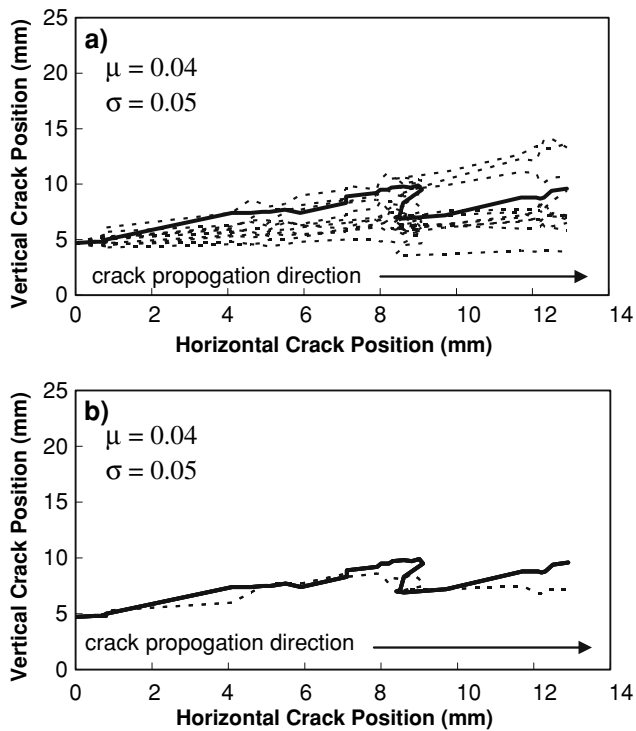 a)
μ = 0.04
σ = 0.05
25
20
15
10
5
0
Vertical Crack Position (mm)
crack propogation direction
0 2 4 6 8 10 12 14
Horizontal Crack Position (mm)
b)
μ = 0.04
σ = 0.05
25
20
15
10
5
0
Vertical Crack Position (mm)
crack propogation direction
0 2 4 6 8 10 12 14
Horizontal Crack Position (mm)